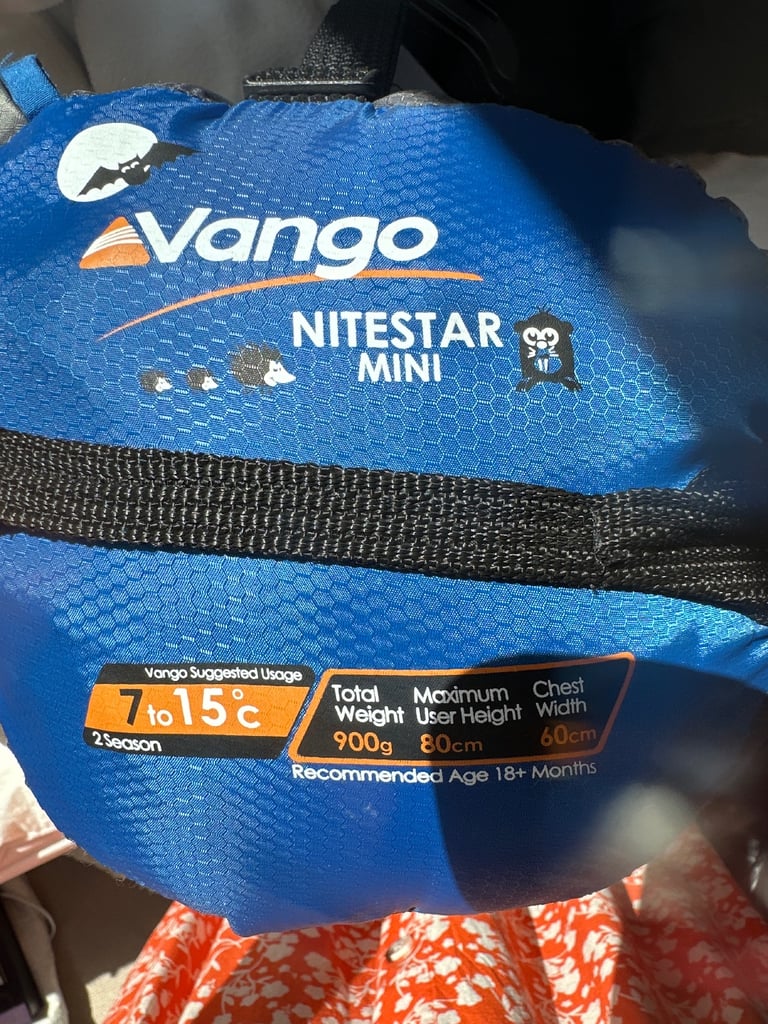 Vango
NITESTAR
MINI
Vango Suggested Usage
7 to 15°C
2 Season
Total Weight
900g
Maximum User Height
80cm
Chest Width
60cm
Recommended Age 18+ Months